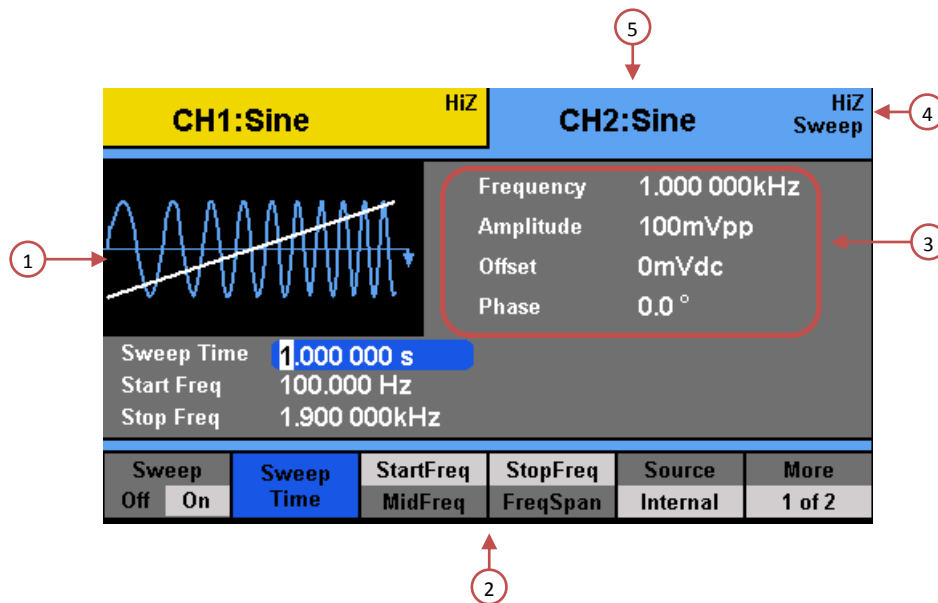 5
CH1:Sine HiZ
CH2:Sine HiZ
Sweep
4
Frequency 1.000 000kHz
Amplitude 100mVpp
Offset 0mVdc
Phase 0.0 °
3
1
Sweep Time 1.000 000 s
Start Freq 100.000 Hz
Stop Freq 1.900 000kHz
Sweep
Off On
Sweep
Time
StartFreq
MidFreq
StopFreq
FreqSpan
Source
Internal
More
1 of 2
2